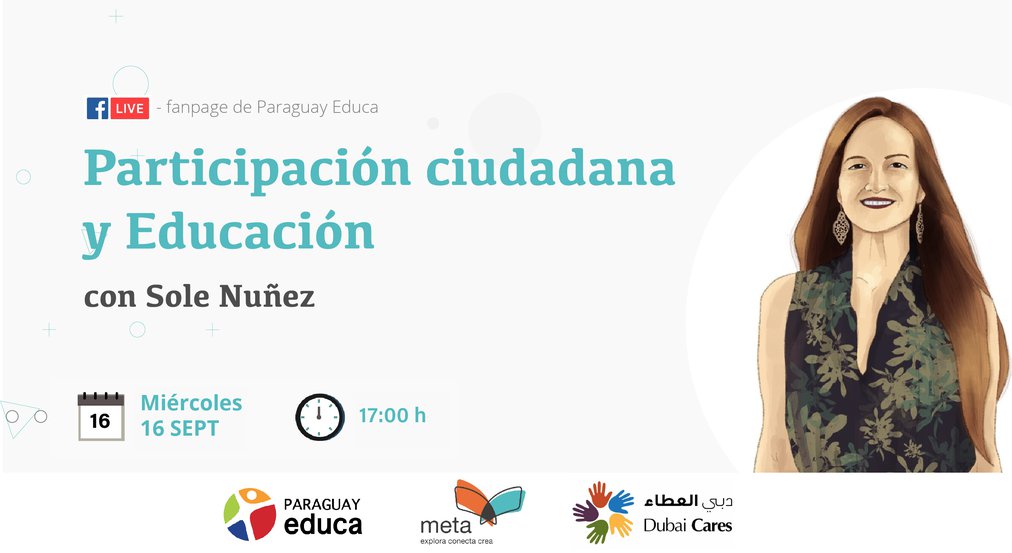 f LIVE - fanpage de Paraguay Educa
Participación ciudadana
y Educación
con Sole Nuñez
16
Miércoles
16 SEPT
17:00 h
PARAGUAY
educa
meta
explora conecta crea
دبي العطاء
Dubai Cares